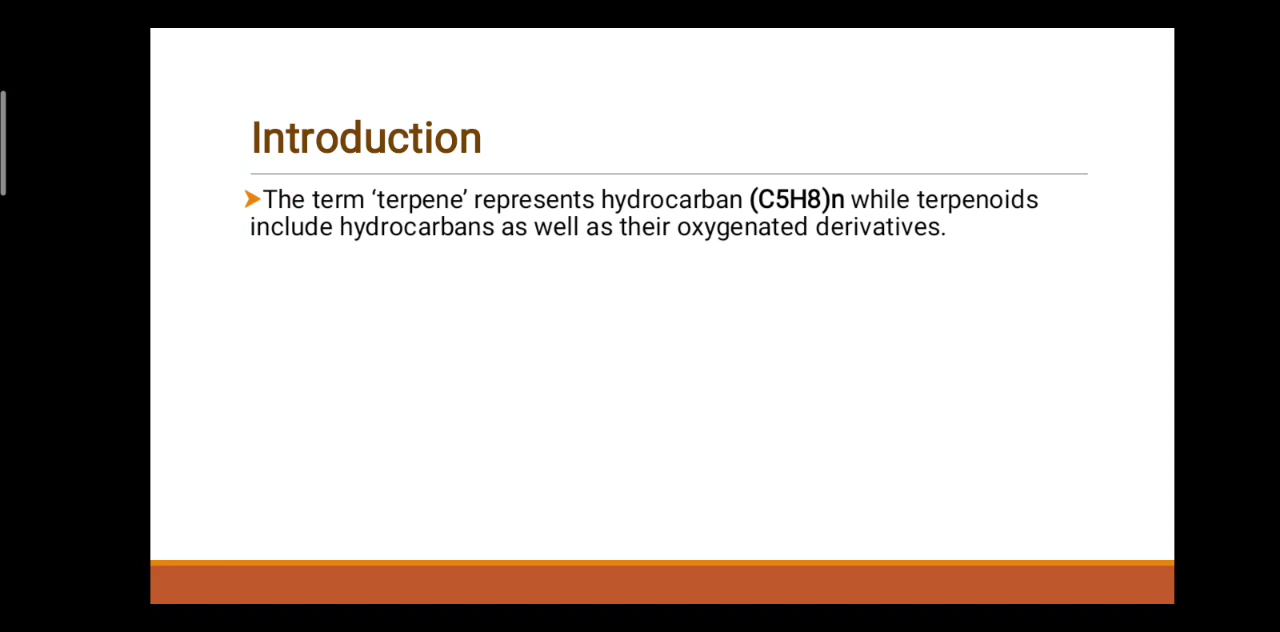 Introduction
➤The term ‘terpene’ represents hydrocarban (C5H8)n while terpenoids
include hydrocarbans as well as their oxygenated derivatives.